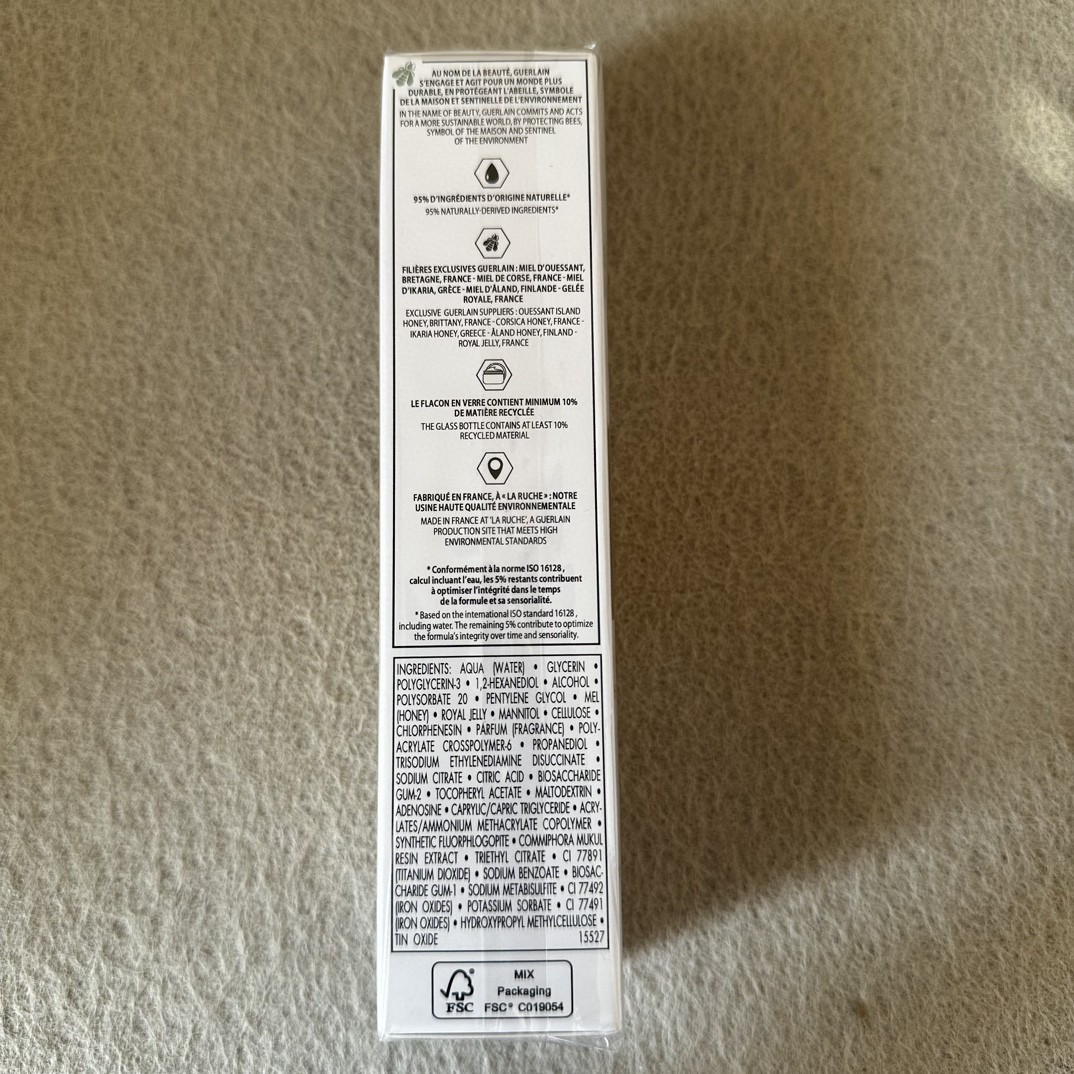 AU NOM DE LA BEAUTÉ, GUERLAIN
S'ENGAGE ET AGIT POUR UN MONDE PLUS
DURABLE, EN PROTÉGEANT L'ABEILLE, SYMBOLE
DE LA MAISON ET SENTINELLE DE L'ENVIRONNEMENT
IN THE NAME OF BEAUTY, GUERLAIN COMMITS AND ACTS
FOR A MORE SUSTAINABLE WORLD, BY PROTECTING BEES,
SYMBOL OF THE MAISON AND SENTINEL
OF THE ENVIRONMENT
95% D'INGRÉDIENTS D'ORIGINE NATURELLE*
95% NATURALLY-DERIVED INGREDIENTS*
FILIÈRES EXCLUSIVES GUERLAIN : MIEL D'OUESSANT,
BRETAGNE, FRANCE - MIEL DE CORSE, FRANCE - MIEL
D'IKARIA, GRÈCE - MIEL D'ÅLAND, FINLANDE - GELÉE
ROYALE, FRANCE
EXCLUSIVE GUERLAIN SUPPLIERS : OUESSANT ISLAND
HONEY, BRITTANY, FRANCE - CORSICA HONEY, FRANCE -
IKARIA HONEY, GREECE - ÅLAND HONEY, FINLAND -
ROYAL JELLY, FRANCE
LE FLACON EN VERRE CONTIENT MINIMUM 10%
DE MATIÈRE RECYCLÉE
THE GLASS BOTTLE CONTAINS AT LEAST 10%
RECYCLED MATERIAL
FABRIQUÉ EN FRANCE, À « LA RUCHE » : NOTRE
USINE HAUTE QUALITÉ ENVIRONNEMENTALE
MADE IN FRANCE AT 'LA RUCHE', A GUERLAIN
PRODUCTION SITE THAT MEETS HIGH
ENVIRONMENTAL STANDARDS
* Conformément à la norme ISO 16128,
calcul incluant l'eau, les 5% restants contribuent
à optimiser l'intégrité dans le temps
de la formule et sa sensorialité.
* Based on the international ISO standard 16128,
including water. The remaining 5% contribute to optimize
the formula's integrity over time and sensoriality.
INGREDIENTS: AQUA (WATER) • GLYCERIN •
POLYGLYCERIN-3 • 1,2-HEXANEDIOL • ALCOHOL •
POLYSORBATE 20 • PENTYLENE GLYCOL • MEL
(HONEY) • ROYAL JELLY • MANNITOL • CELLULOSE •
CHLORPHENESIN • PARFUM (FRAGRANCE) • POLY-
ACRYLATE CROSSPOLYMER-6 • PROPANEDIOL •
TRISODIUM ETHYLENEDIAMINE DISUCCINATE •
SODIUM CITRATE • CITRIC ACID • BIOSACCHARIDE
GUM-2 • TOCOPHERYL ACETATE • MALTODEXTRIN •
ADENOSINE • CAPRYLIC/CAPRIC TRIGLYCERIDE • ACRY-
LATES/AMMONIUM METHACRYLATE COPOLYMER •
SYNTHETIC FLUORPHLOGOPITE • COMMIPHORA MUKUL
RESIN EXTRACT • TRIETHYL CITRATE • CI 77891
(TITANIUM DIOXIDE) • SODIUM BENZOATE • BIOSAC-
CHARIDE GUM-1 • SODIUM METABISULFITE • CI 77492
(IRON OXIDES) • POTASSIUM SORBATE • CI 77491
(IRON OXIDES) • HYDROXYPROPYL METHYLCELLULOSE •
TIN OXIDE 15527
FSC®
MIX
Packaging
FSC® C019054